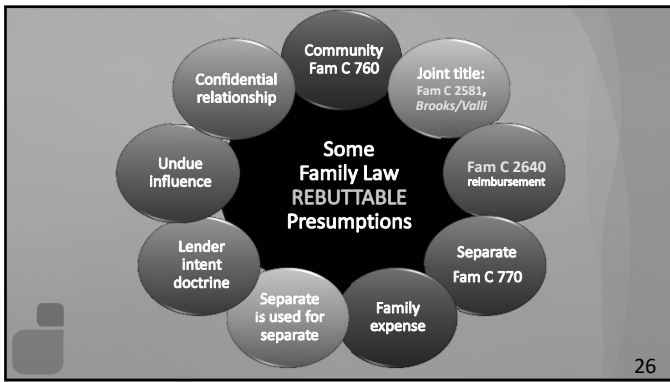 Some
Family Law
REBUTTABLE
Presumptions
Community
Fam C 760
Joint title:
Fam C 2581,
Brooks/Valli
Fam C 2640
reimbursement
Separate
Fam C 770
Family
expense
Separate
is used for
separate
Lender
intent
doctrine
Undue
influence
Confidential
relationship
26